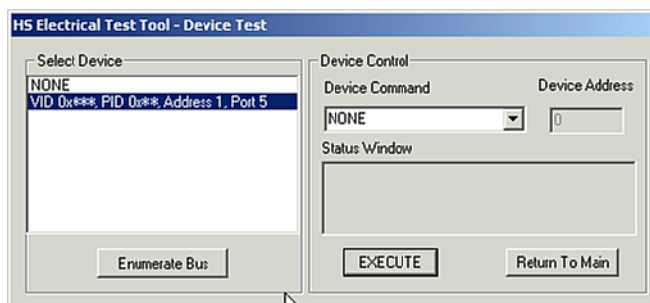 HS Electrical Test Tool - Device Test
Select Device
NONE
VID 0x***, PID 0x**, Address 1, Port 5
Enumerate Bus
Device Control
Device Command
Device Address
NONE
0
Status Window
EXECUTE
Return To Main